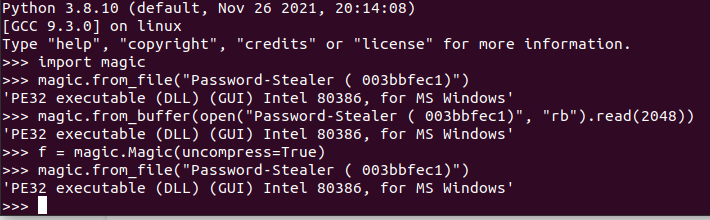 Python 3.8.10 (default, Nov 26 2021, 20:14:08)
[GCC 9.3.0] on linux
Type "help", "copyright", "credits" or "license" for more information.
>>> import magic
>>> magic.from_file("Password-Stealer ( 003bbfec1)")
'PE32 executable (DLL) (GUI) Intel 80386, for MS Windows'
>>> magic.from_buffer(open("Password-Stealer ( 003bbfec1)", "rb").read(2048))
'PE32 executable (DLL) (GUI) Intel 80386, for MS Windows'
>>> f = magic.Magic(uncompress=True)
>>> magic.from_file("Password-Stealer ( 003bbfec1)")
'PE32 executable (DLL) (GUI) Intel 80386, for MS Windows'
>>>